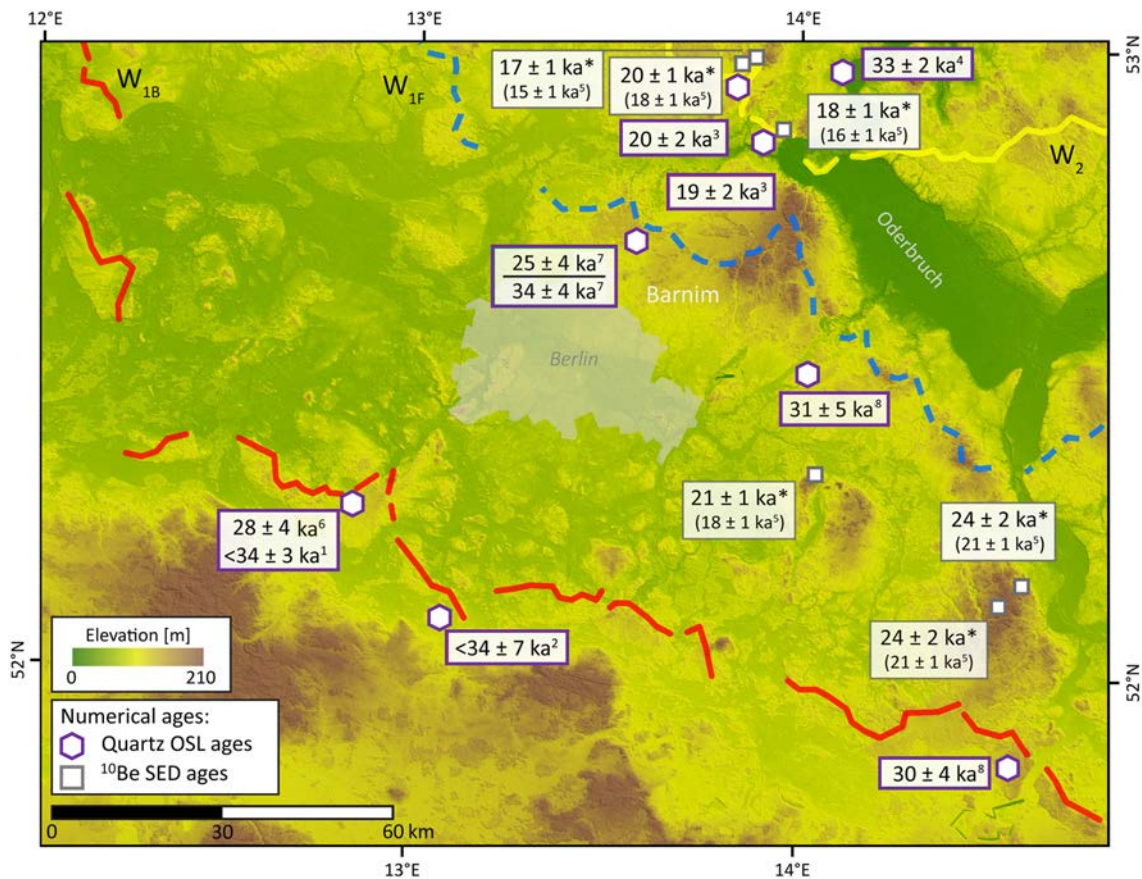 12°E
13°E
14°E
53°N
W1B
W1F
17 ± 1 ka*
(15 ± 1 ka⁵)
20 ± 1 ka*
(18 ± 1 ka⁵)
33 ± 2 ka⁴
18 ± 1 ka*
(16 ± 1 ka⁵)
20 ± 2 ka³
W2
19 ± 2 ka³
Oderbruch
25 ± 4 ka⁷
34 ± 4 ka⁷
Barnim
Berlin
31 ± 5 ka⁸
21 ± 1 ka*
(18 ± 1 ka⁵)
24 ± 2 ka*
(21 ± 1 ka⁵)
28 ± 4 ka⁶
<34 ± 3 ka¹
24 ± 2 ka*
(21 ± 1 ka⁵)
<34 ± 7 ka²
52°N
52°N
Elevation [m]
0 210
Numerical ages:
Quartz OSL ages
¹⁰Be SED ages
30 ± 4 ka⁸
0 30 60 km
13°E
14°E